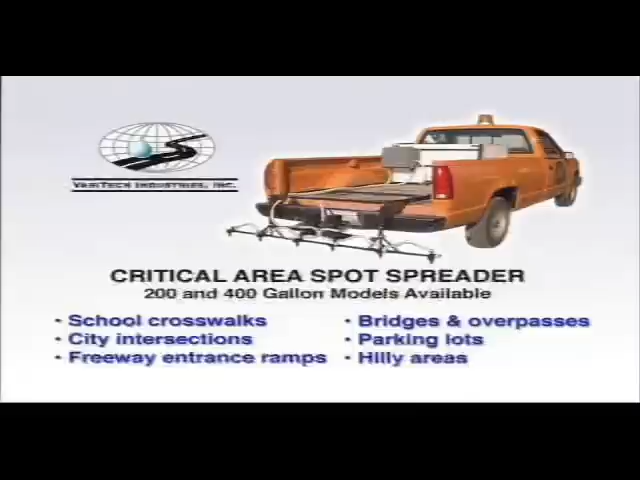 VARITECH INDUSTRIES, INC.
CRITICAL AREA SPOT SPREADER
200 and 400 Gallon Models Available
• School crosswalks
• City intersections
• Freeway entrance ramps
• Bridges & overpasses
• Parking lots
• Hilly areas